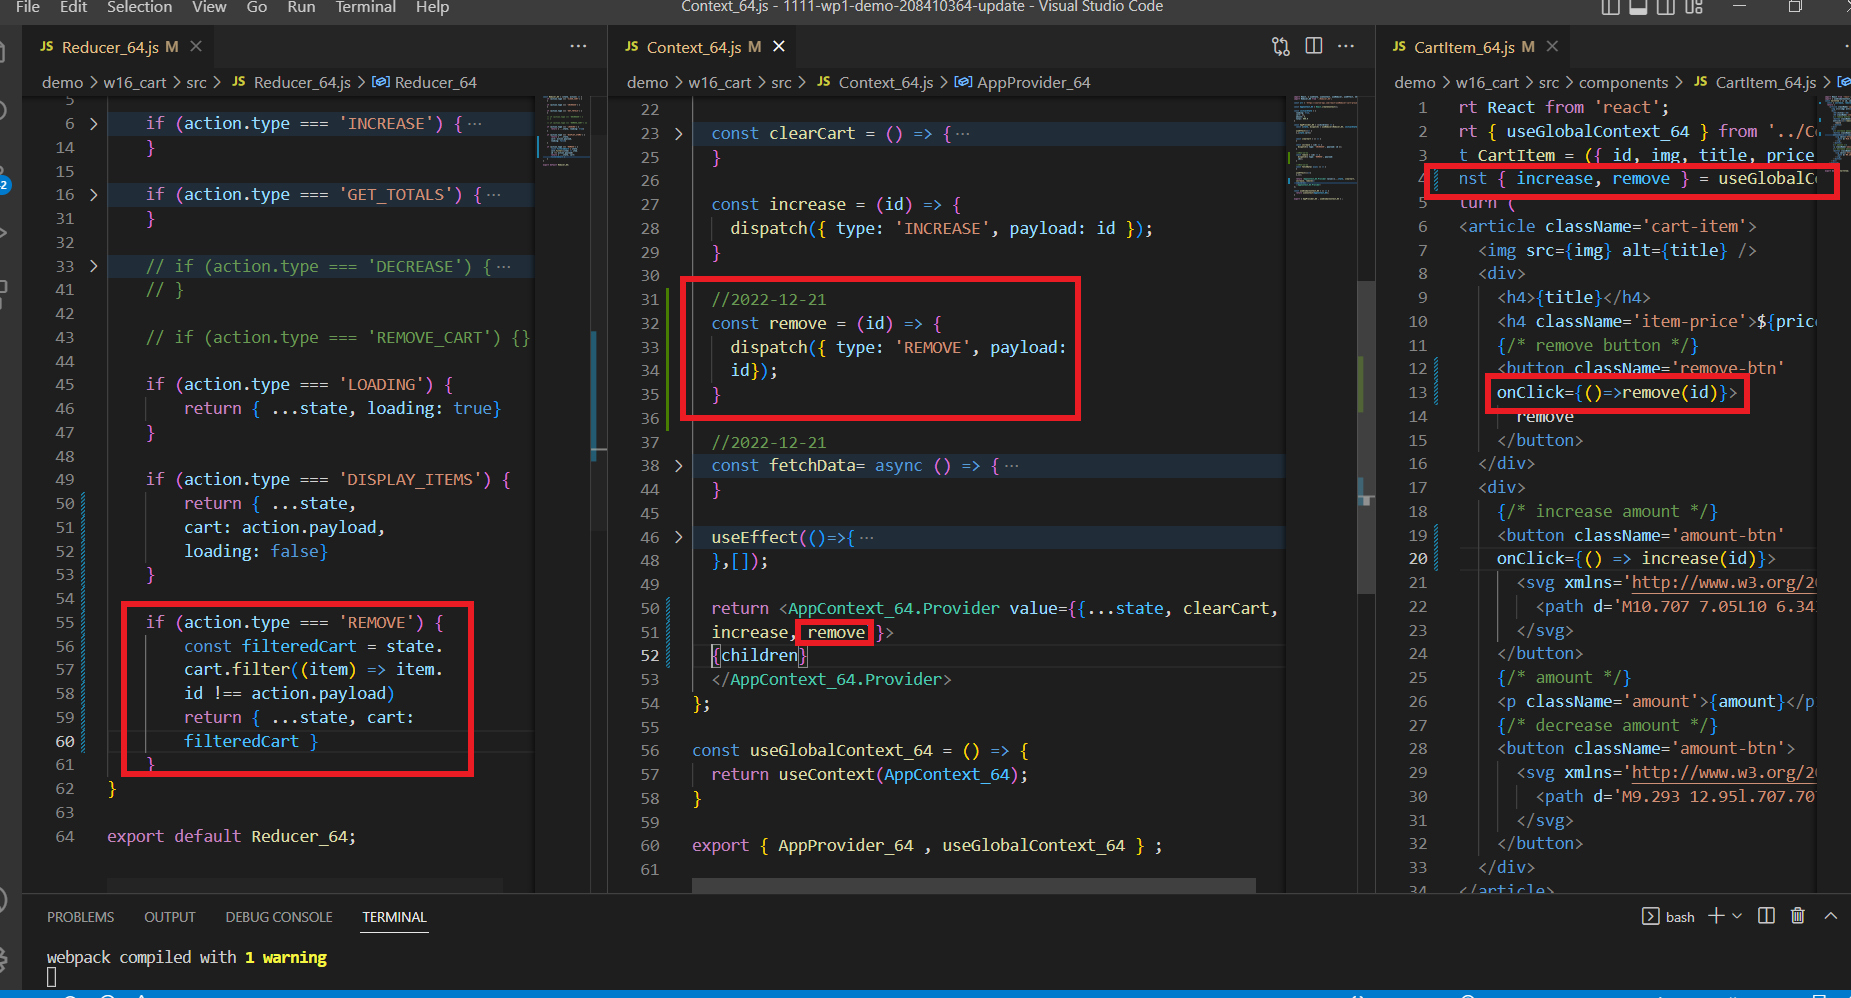 File Edit Selection View Go Run Terminal Help
Context_64.js - 1111-wp1-demo-208410364-update - Visual Studio Code
JS Reducer_64.js M
demo > w16_cart > src > JS Reducer_64.js > Reducer_64
5
6 if (action.type === 'INCREASE') {···
14 }
15
16 if (action.type === 'GET_TOTALS') {···
31 }
32
33 // if (action.type === 'DECREASE') {···
41 // }
42
43 // if (action.type === 'REMOVE_CART') {}
44
45 if (action.type === 'LOADING') {
46 return { ...state, loading: true}
47 }
48
49 if (action.type === 'DISPLAY_ITEMS') {
50 return { ...state,
51 cart: action.payload,
52 loading: false}
53 }
54
55 if (action.type === 'REMOVE') {
56 const filteredCart = state.
57 cart.filter((item) => item.
58 id !== action.payload)
59 return { ...state, cart:
60 filteredCart }
61 }
62 }
63
64 export default Reducer_64;
JS Context_64.js M
demo > w16_cart > src > JS Context_64.js > AppProvider_64
22
23 const clearCart = () => {···
25 }
26
27 const increase = (id) => {
28 dispatch({ type: 'INCREASE', payload: id });
29 }
30
31 //2022-12-21
32 const remove = (id) => {
33 dispatch({ type: 'REMOVE', payload:
34 id});
35 }
36
37 //2022-12-21
38 const fetchData= async () => {···
44 }
45
46 useEffect(()=>{···
48 },[]);
49
50 return <AppContext_64.Provider value={{...state, clearCart,
51 increase, remove }}>
52 {children}
53 </AppContext_64.Provider>
54 };
55
56 const useGlobalContext_64 = () => {
57 return useContext(AppContext_64);
58 }
59
60 export { AppProvider_64 , useGlobalContext_64 } ;
61
JS CartItem_64.js M
demo > w16_cart > src > components > JS CartItem_64.js >
1 rt React from 'react';
2 rt { useGlobalContext_64 } from '../C
3 t CartItem = ({ id, img, title, price
4 nst { increase, remove } = useGlobalC
5 turn (
6 <article className='cart-item'>
7 <img src={img} alt={title} />
8 <div>
9 <h4>{title}</h4>
10 <h4 className='item-price'>${pric
11 {/* remove button */}
12 <button className='remove-btn'
13 onClick={()=>remove(id)}>
14 remove
15 </button>
16 </div>
17 <div>
18 {/* increase amount */}
19 <button className='amount-btn'
20 onClick={() => increase(id)}>
21 <svg xmlns='http://www.w3.org/20
22 <path d='M10.707 7.05L10 6.34
23 </svg>
24 </button>
25 {/* amount */}
26 <p className='amount'>{amount}</p
27 {/* decrease amount */}
28 <button className='amount-btn'>
29 <svg xmlns='http://www.w3.org/20
30 <path d='M9.293 12.95l.707.70
31 </svg>
32 </button>
33 </div>
34 </article>
PROBLEMS OUTPUT DEBUG CONSOLE TERMINAL
bash
webpack compiled with 1 warning